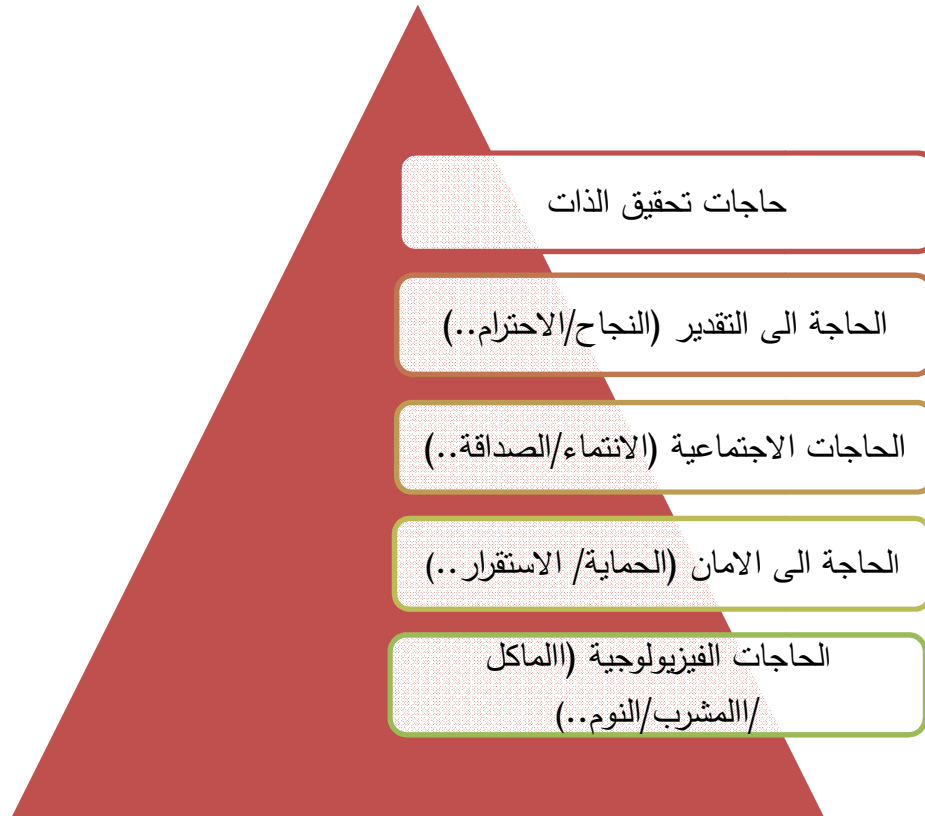 حاجات تحقيق الذات
الحاجة الى التقدير (النجاح/الاحترام..)
الحاجات الاجتماعية (الانتماء/الصداقة..)
الحاجة الى الامان (الحماية/ الاستقرار..)
الحاجات الفيزيولوجية (االماكل
/االمشرب/النوم..)